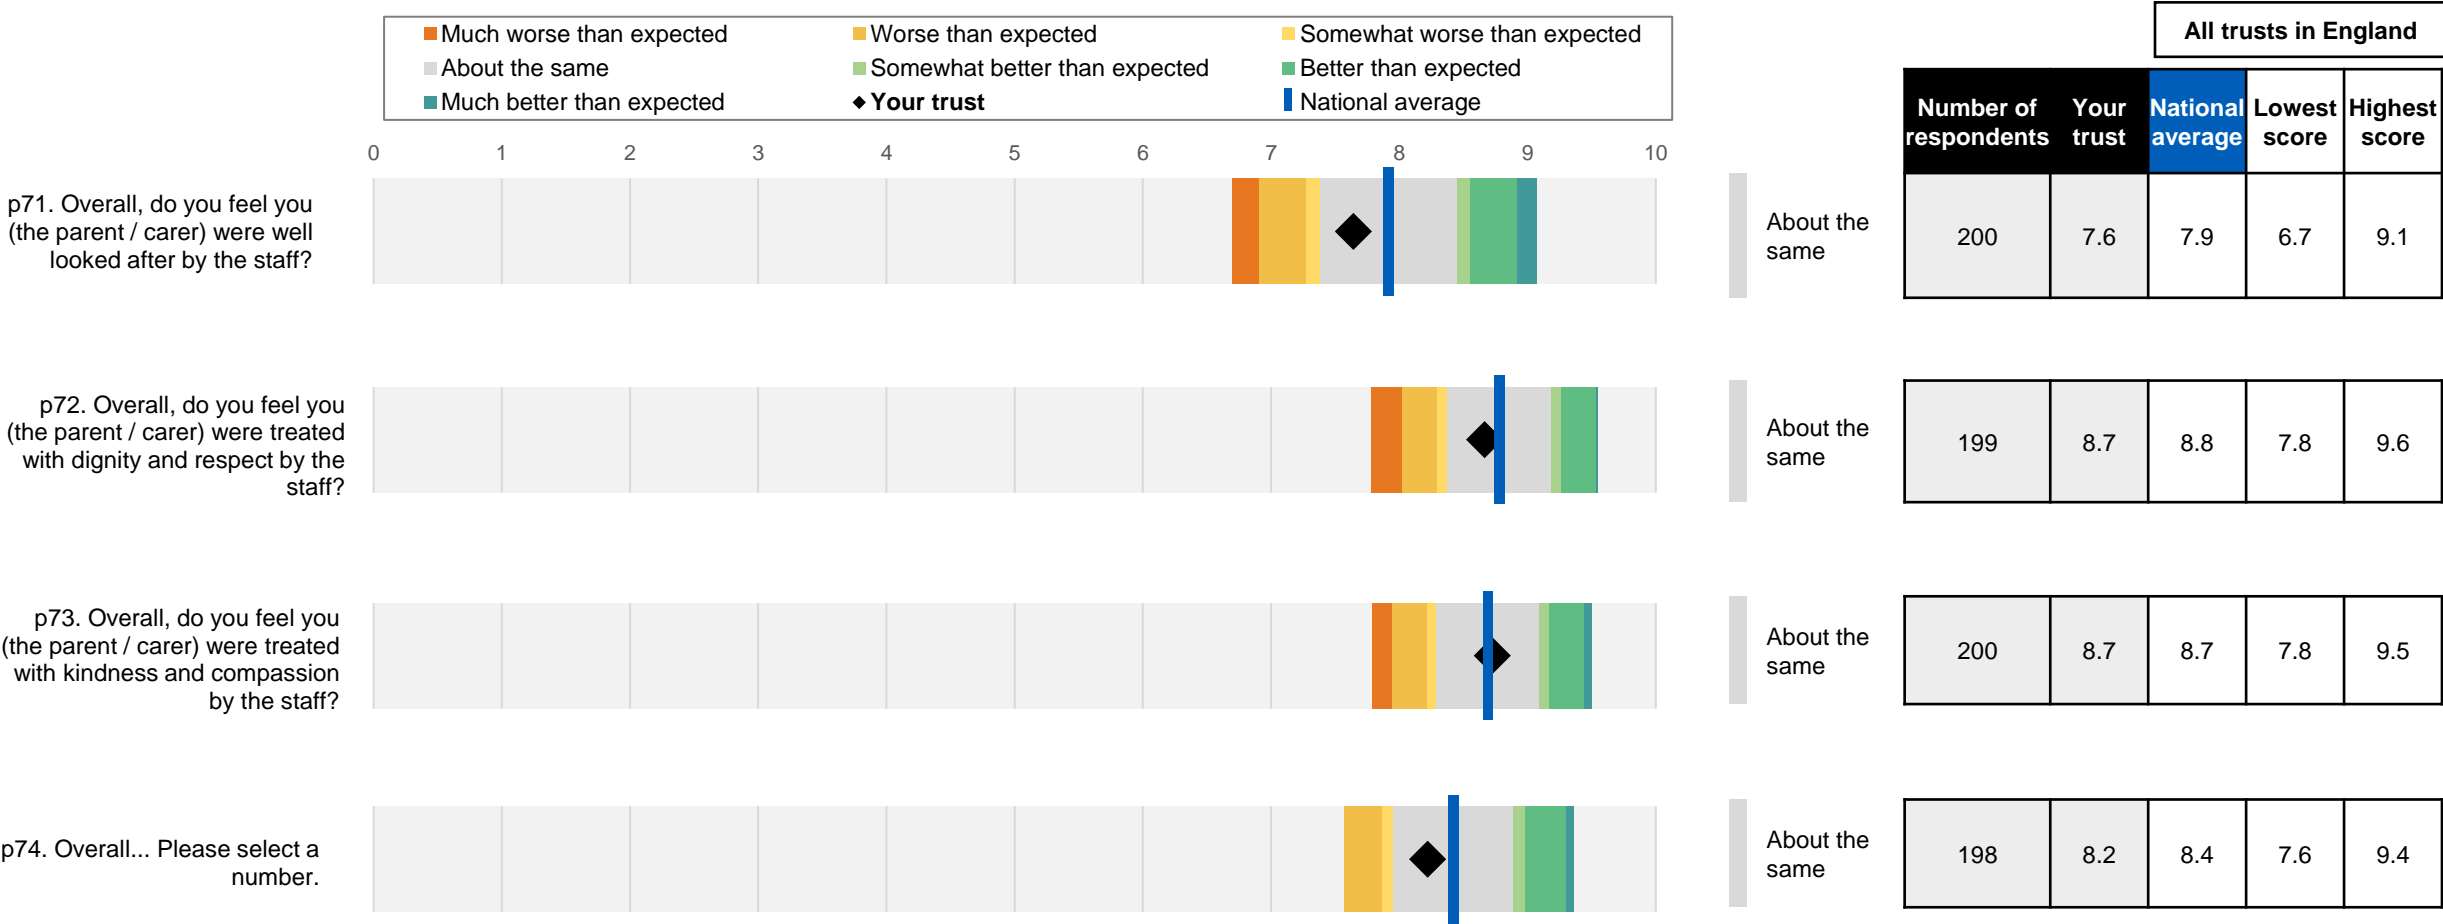 Much worse than expected
Worse than expected
Somewhat worse than expected
About the same
Somewhat better than expected
Better than expected
Much better than expected
Your trust
National average
All trusts in England
Number of respondents
Your trust
National average
Lowest score
Highest score
0 1 2 3 4 5 6 7 8 9 10
p71. Overall, do you feel you
(the parent / carer) were well
looked after by the staff?
About the
same
200 7.6 7.9 6.7 9.1
p72. Overall, do you feel you
(the parent / carer) were treated
with dignity and respect by the
staff?
About the
same
199 8.7 8.8 7.8 9.6
p73. Overall, do you feel you
(the parent / carer) were treated
with kindness and compassion
by the staff?
About the
same
200 8.7 8.7 7.8 9.5
p74. Overall... Please select a
number.
About the
same
198 8.2 8.4 7.6 9.4